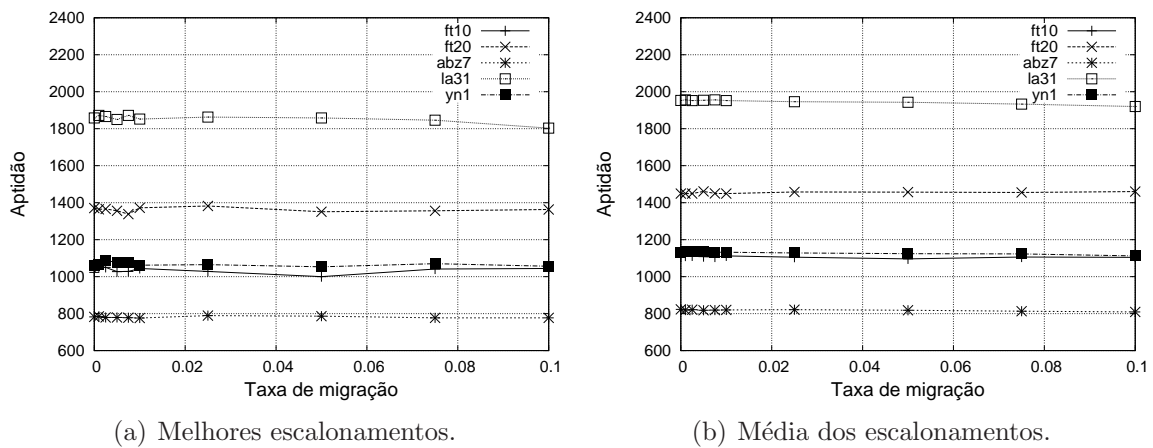 2400
2200
2000
1800
1600
1400
1200
1000
800
600
Aptidão
0
0.02
0.04
0.06
0.08
0.1
Taxa de migração
ft10
ft20
abz7
la31
yn1
(a) Melhores escalonamentos.
2400
2200
2000
1800
1600
1400
1200
1000
800
600
Aptidão
0
0.02
0.04
0.06
0.08
0.1
Taxa de migração
ft10
ft20
abz7
la31
yn1
(b) Média dos escalonamentos.